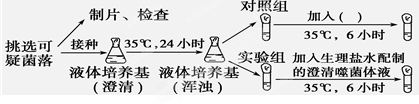 制片、检查
对照组
加入( )
35℃,6小时
挑选可
疑菌落
接种
35℃,24小时
液体培养基
(澄清)
液体培养基
(浑浊)
实验组
加入生理盐水配制
的澄清噬菌体液
35℃,6小时